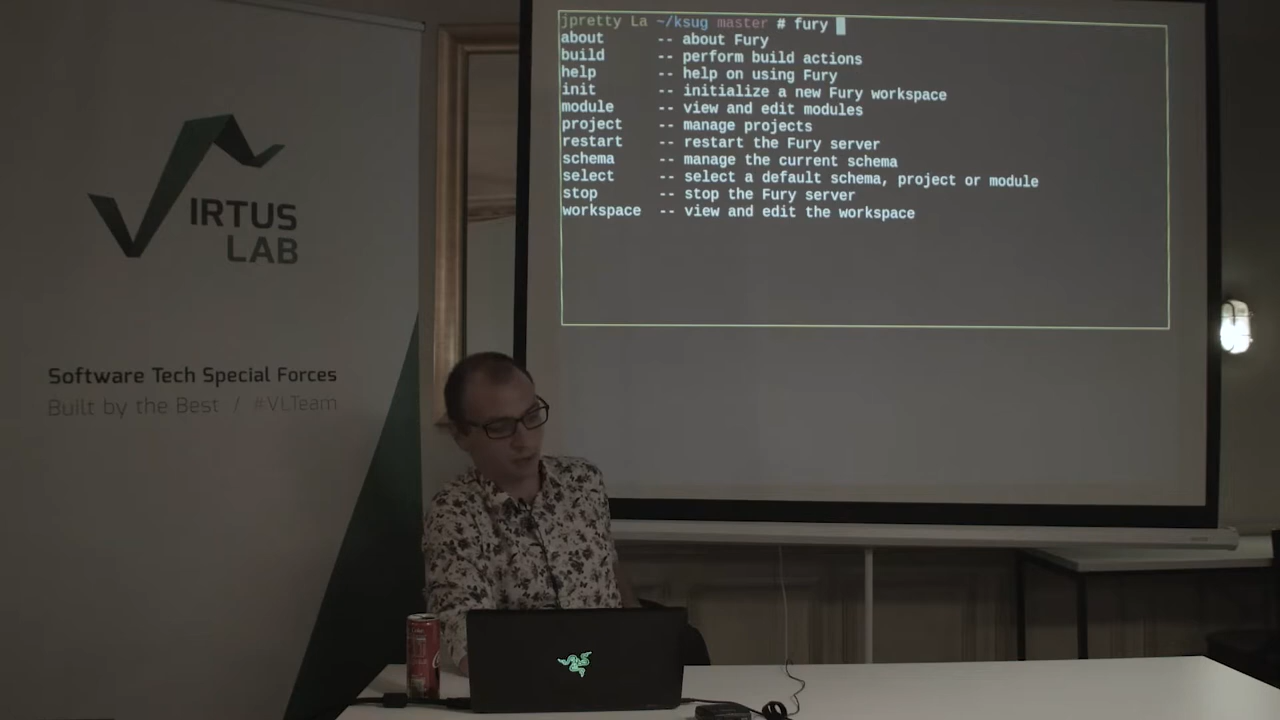 IRTUS
LAB
Software Tech Special Forces
Built by the Best / #VLTeam
jpretty La ~/ksug master # fury
about -- about Fury
build -- perform build actions
help -- help on using Fury
init -- initialize a new Fury workspace
module -- view and edit modules
project -- manage projects
restart -- restart the Fury server
schema -- manage the current schema
select -- select a default schema, project or module
stop -- stop the Fury server
workspace -- view and edit the workspace